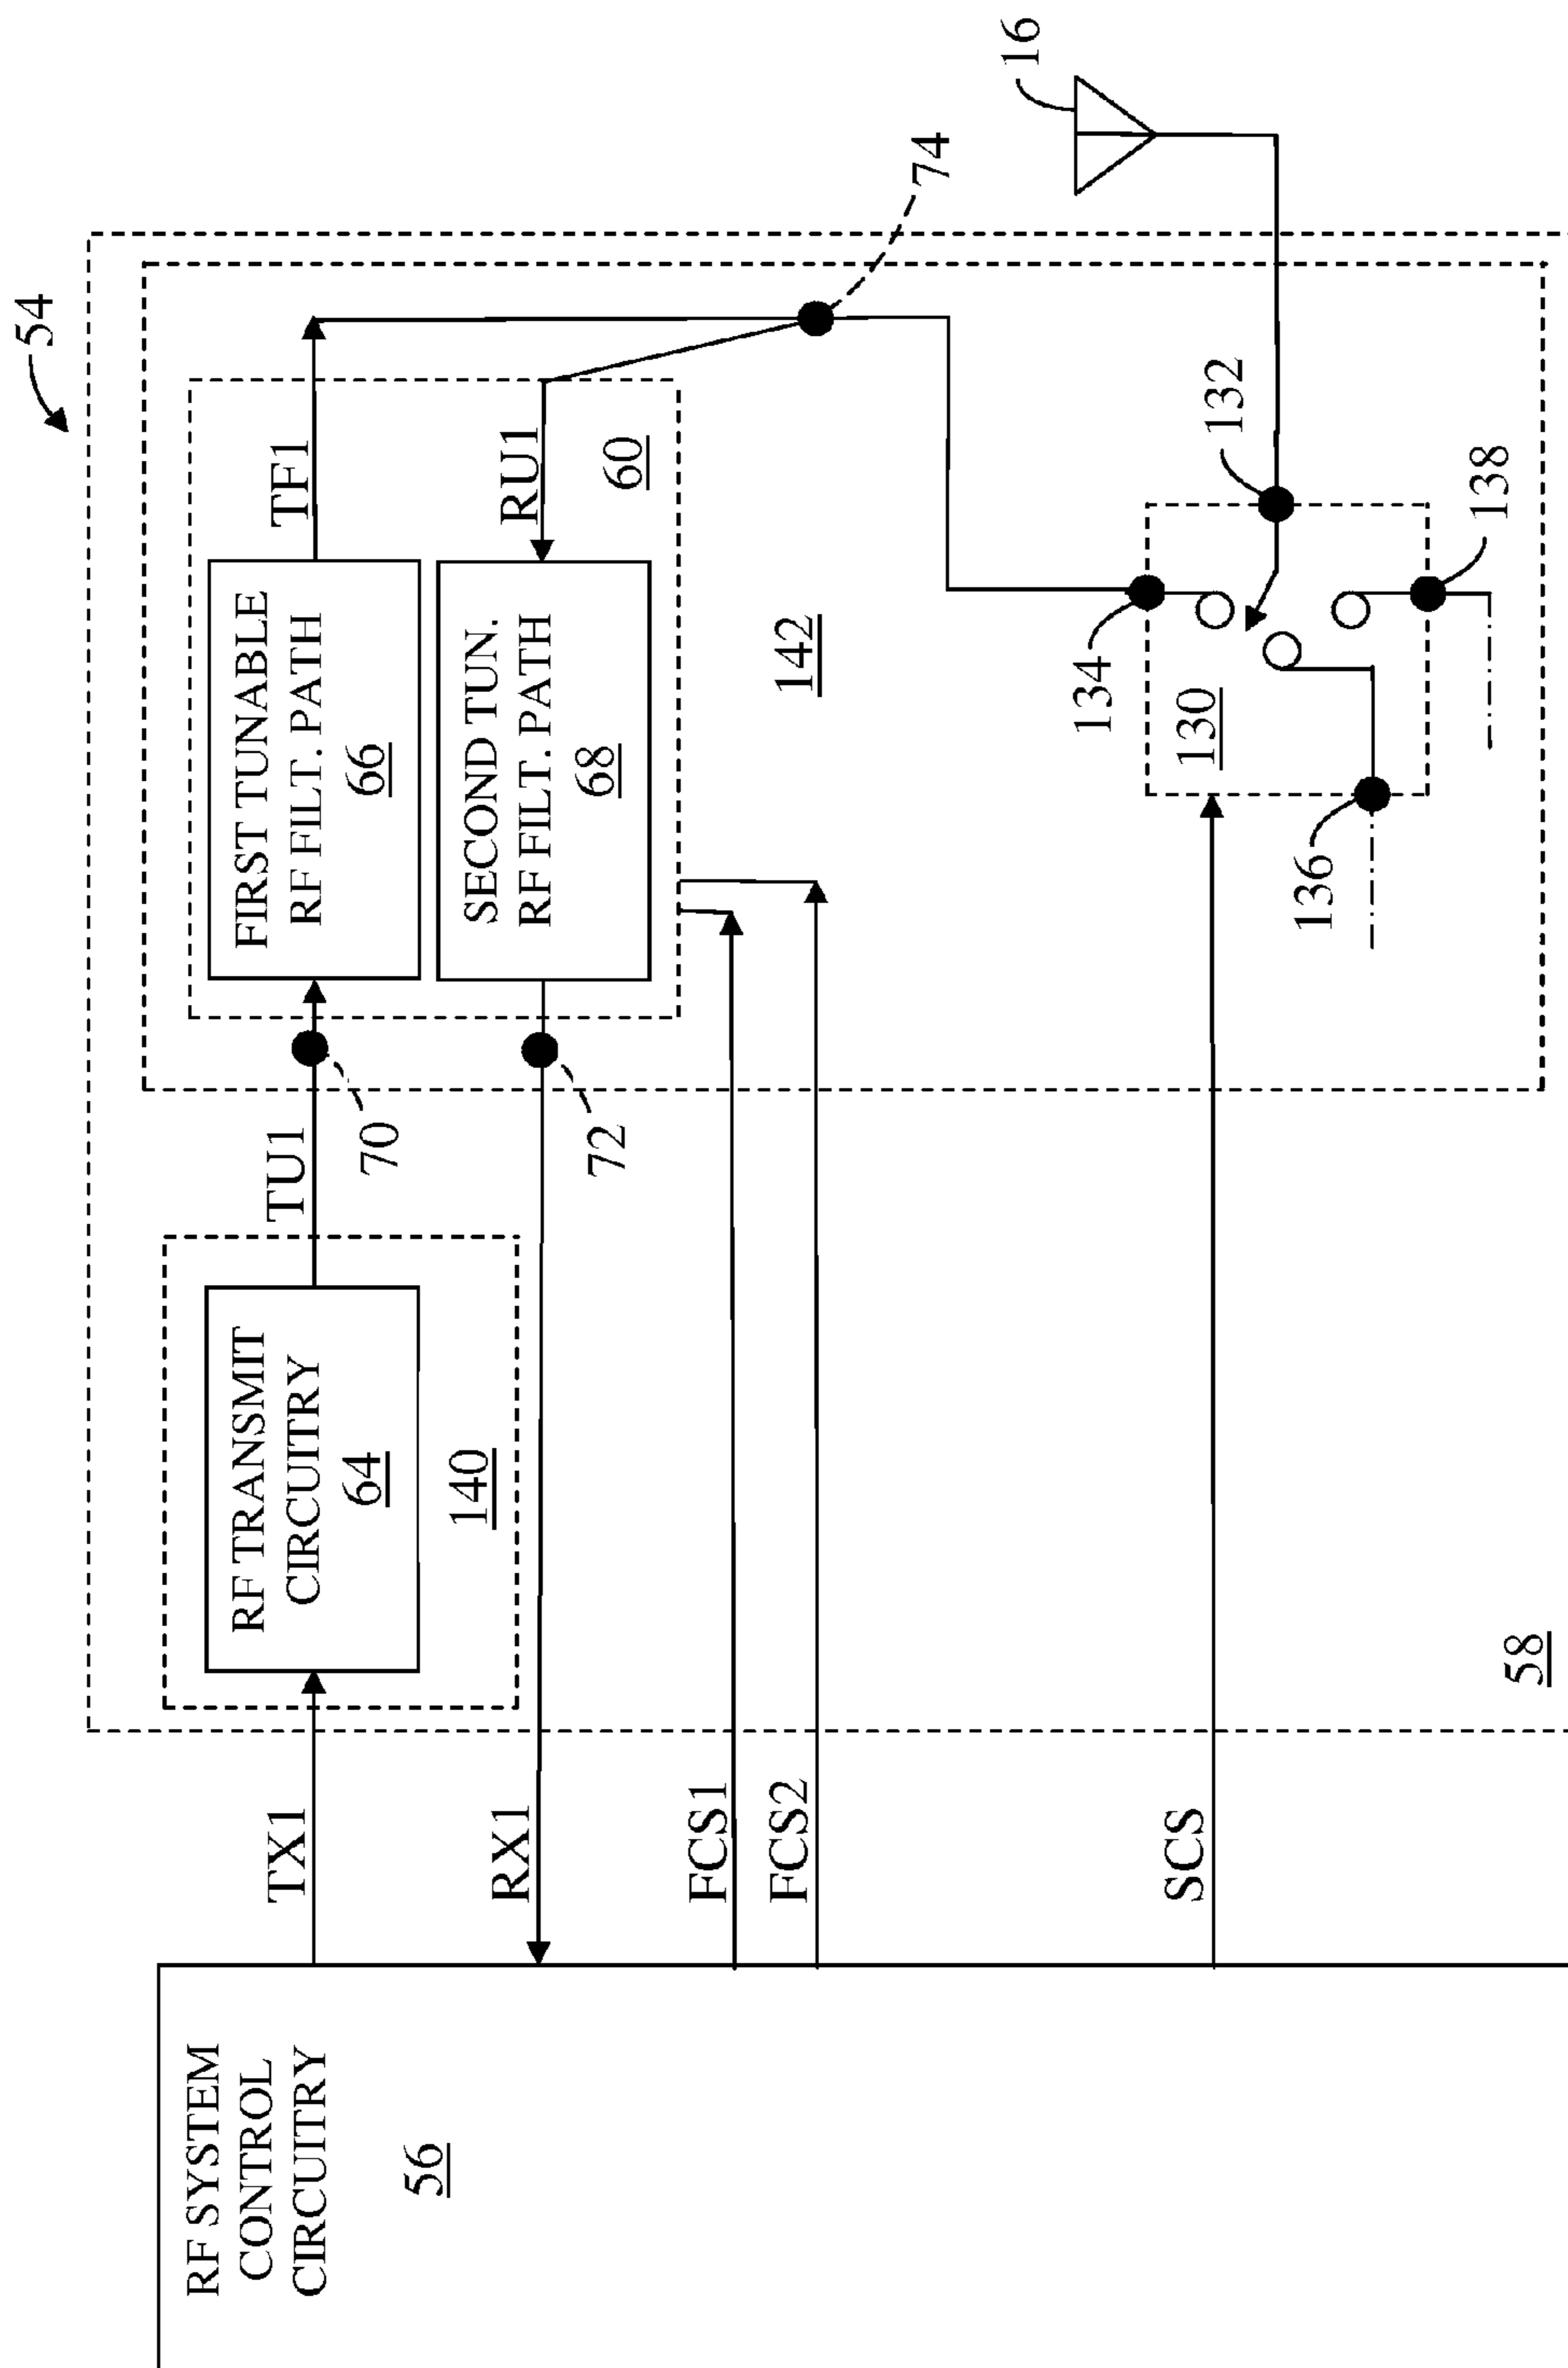 54
16
74
TF1
FIRST TUNABLE
RF FILT. PATH
66
RU1
SECOND TUN.
RF FILT. PATH
68
60
TU1
70
72
RF TRANSMIT
CIRCUITRY
64
140
142
TX1
RX1
FCS1
FCS2
SCS
RF SYSTEM
CONTROL
CIRCUITRY
56
58
130
132
134
136
138